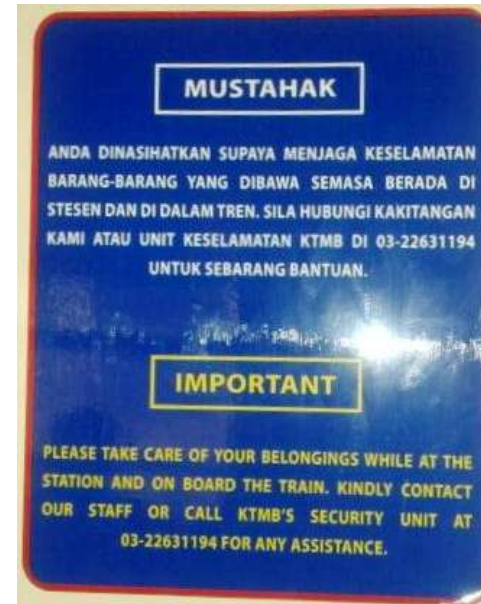 MUSTAHAK
ANDA DINASIHATKAN SUPAYA MENJAGA KESELAMATAN
BARANG-BARANG YANG DIBAWA SEMASA BERADA DI
STESEN DAN DI DALAM TREN. SILA HUBUNGI KAKITANGAN
KAMI ATAU UNIT KESELAMATAN KTMB DI 03-22631194
UNTUK SEBARANG BANTUAN.
IMPORTANT
PLEASE TAKE CARE OF YOUR BELONGINGS WHILE AT THE
STATION AND ON BOARD THE TRAIN. KINDLY CONTACT
OUR STAFF OR CALL KTMB'S SECURITY UNIT AT
03-22631194 FOR ANY ASSISTANCE.